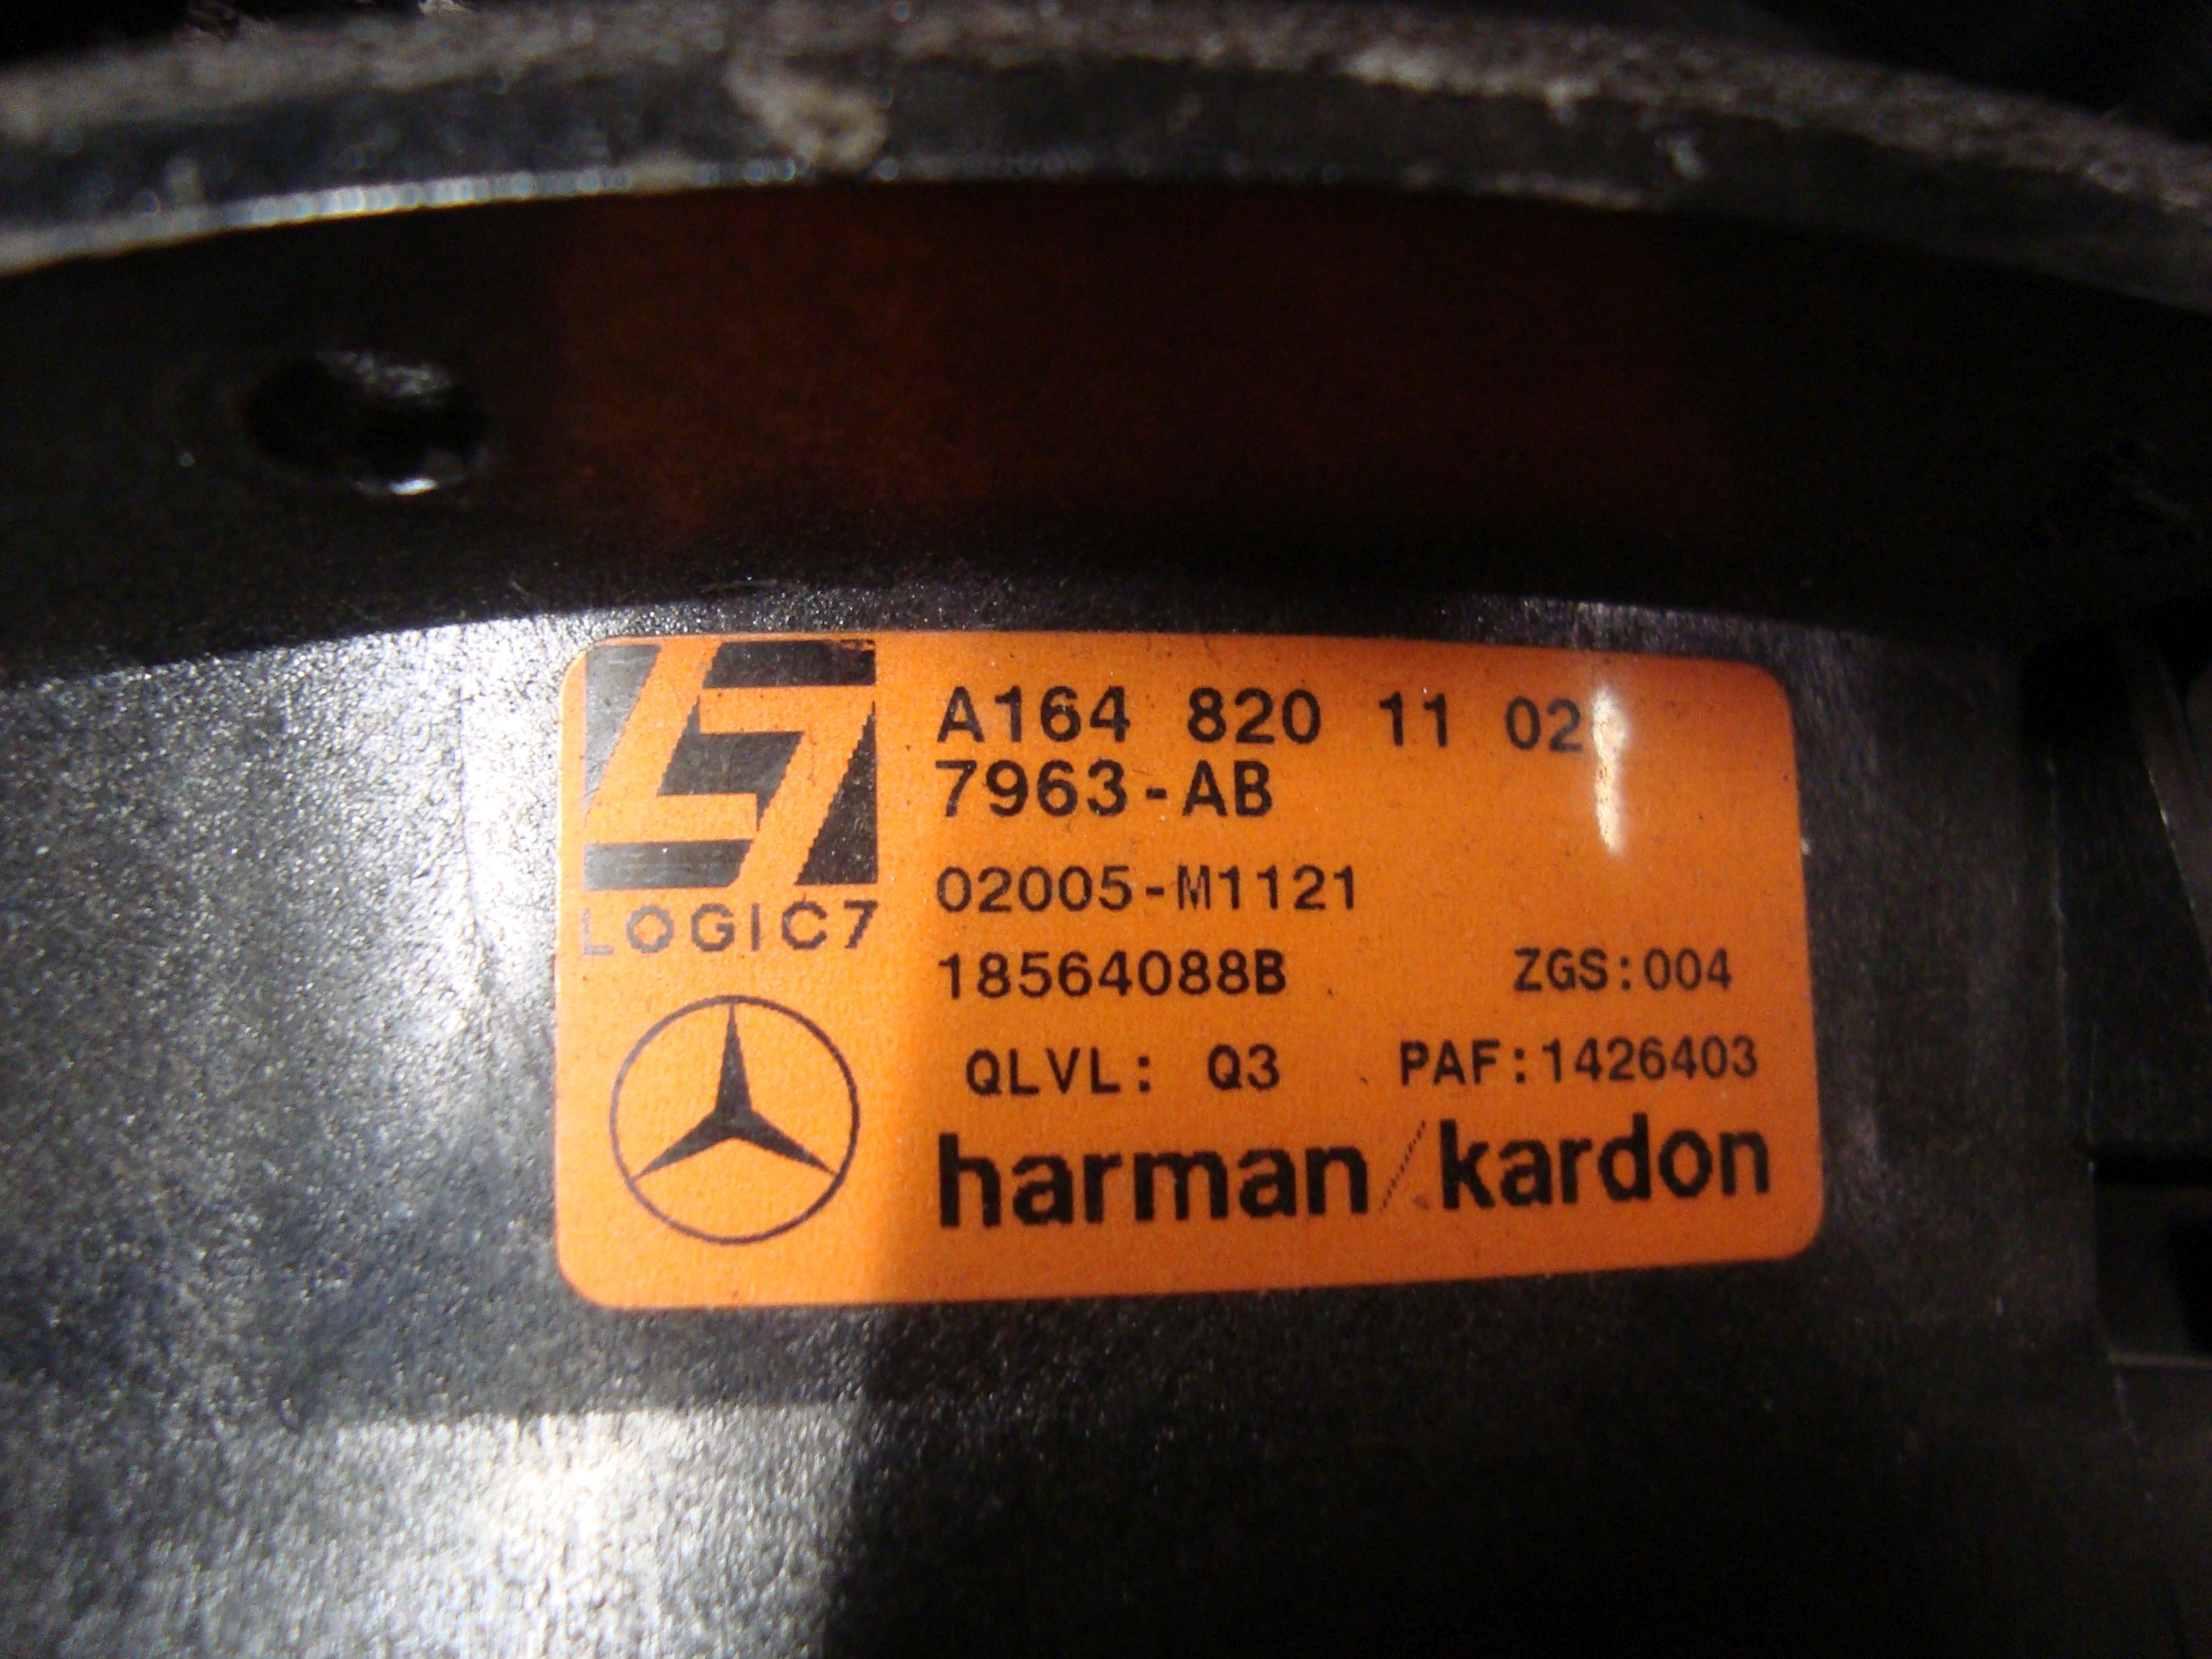 A164 820 11 02
7963-AB
LOGIC7
02005-M1121
18564088B ZGS:004
QLVL: Q3 PAF:1426403
harman/kardon